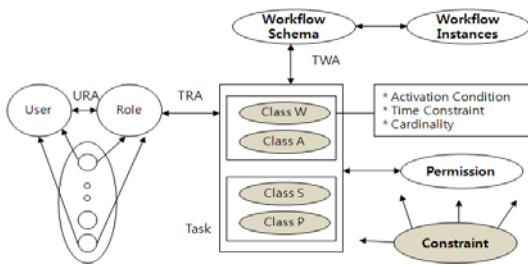 Workflow
Schema
Workflow
Instances
TWA
User
URA
Role
TRA
Class W
Class A
* Activation Condition
* Time Constraint
* Cardinality
Class S
Class P
Task
Permission
Constraint